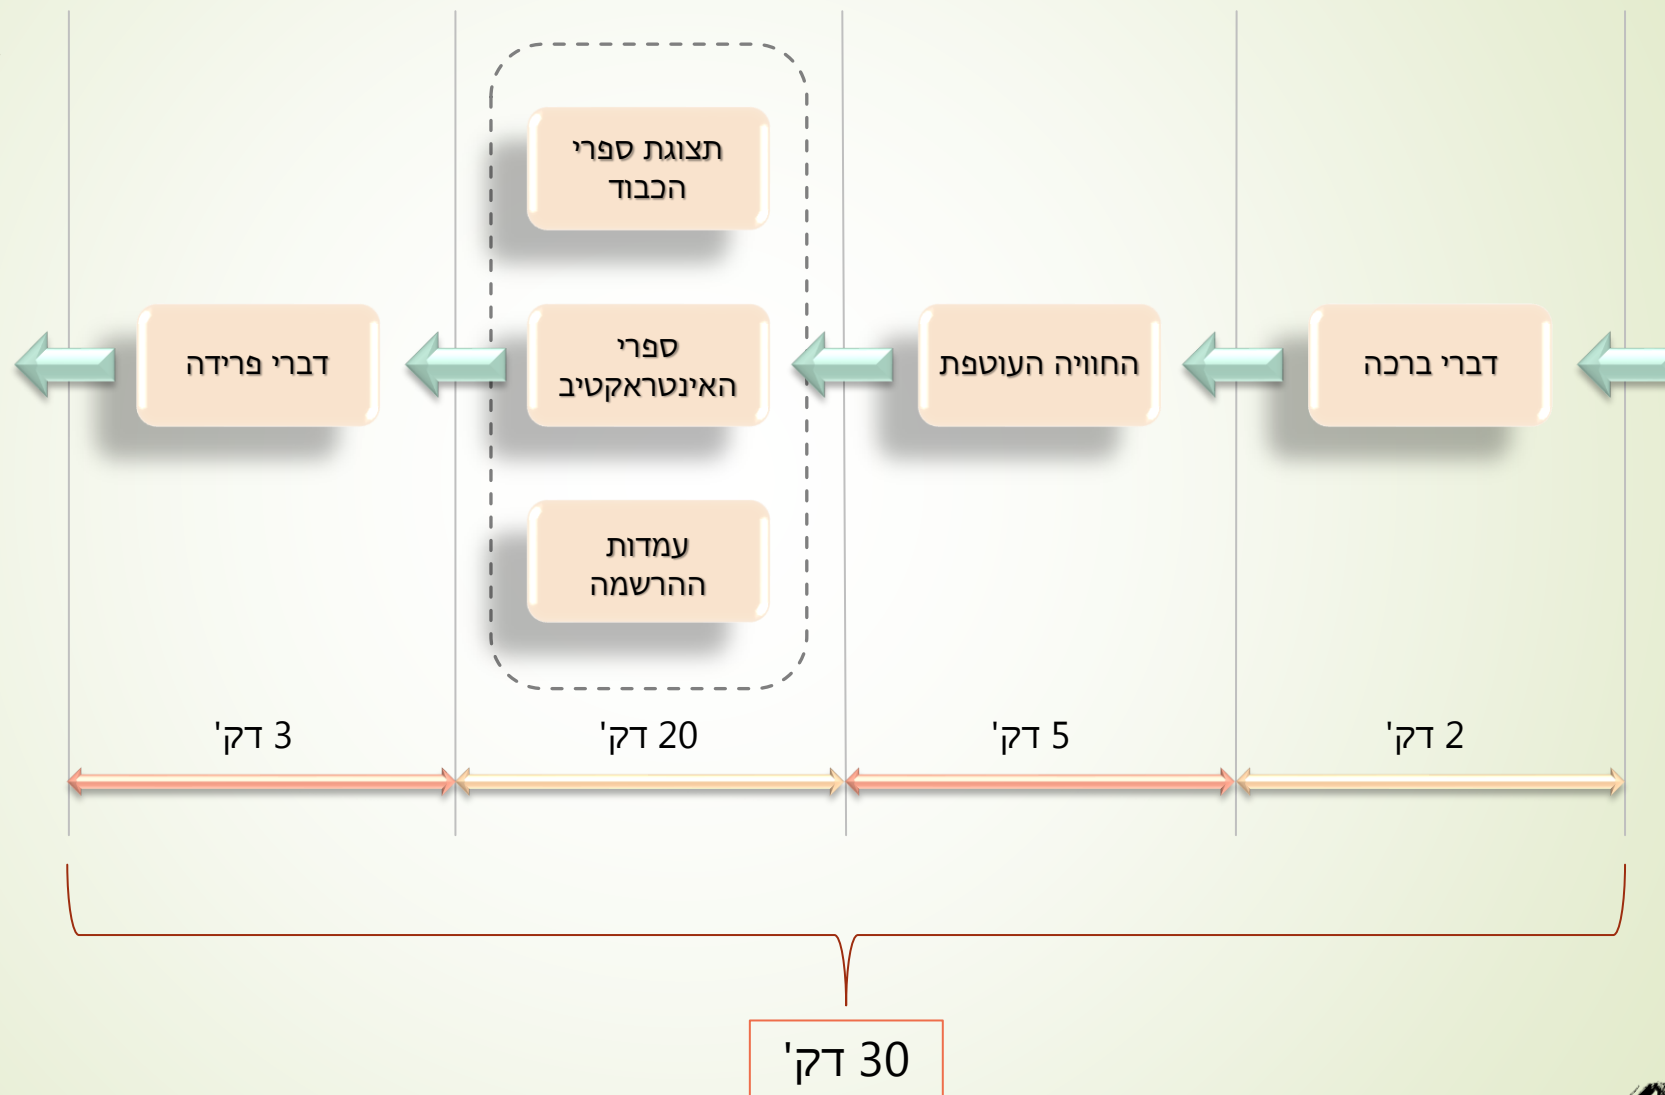 דברי ברכה
החוויה העוטפת
תצוגת ספרי
הכבוד
ספרי
האינטראקטיב
עמדות
ההרשמה
דברי פרידה
2 דק'
5 דק'
20 דק'
3 דק'
30 דק'